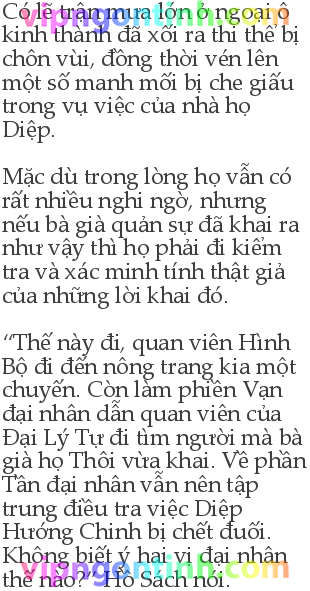 vipngontinh.com
Có lẽ trận mưa lớn ở ngoại ô
kinh thành đã xối ra thi thể bị
chôn vùi, đồng thời vén lên
một số manh mối bị che giấu
trong vụ việc của nhà họ
Diệp.
Mặc dù trong lòng họ vẫn có
rất nhiều nghi ngờ, nhưng
nếu bà già quản sự đã khai ra
như vậy thì họ phải đi kiểm
tra và xác minh tính thật giả
của những lời khai đó.
“Thế này đi, quan viên Hình
Bộ đi đến nông trang kia một
chuyến. Còn làm phiền Vạn
đại nhân dẫn quan viên của
Đại Lý Tự đi tìm người mà bà
già họ Thôi vừa khai. Về phần
Tần đại nhân vẫn nên tập
trung điều tra việc Diệp
Hướng Chinh bị chết đuối.
Không biết ý hai vị đại nhân
thế nào?” Hồ Sách nói.
vipngontinh.com